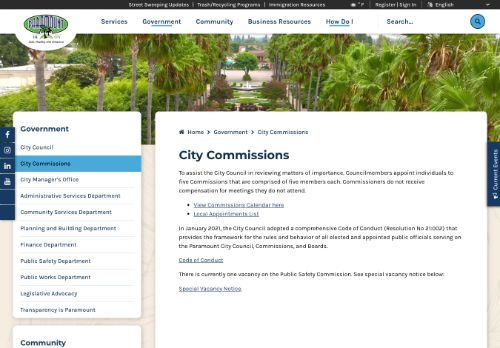 Street Sweeping Updates | Trash/Recycling Programs | Immigration Resources
°F Register | Sign In English
PARAMOUNT
Services Government Community Business Resources How Do I
Search...
Government
City Council
City Commissions
City Manager's Office
Administrative Services Department
Community Services Department
Planning and Building Department
Finance Department
Public Safety Department
Public Works Department
Legislative Advocacy
Transparency is Paramount
Community
Home > Government > City Commissions
City Commissions
To assist the City Council in reviewing matters of importance, Councilmembers appoint individuals to
five Commissions that are comprised of five members each. Commissioners do not receive
compensation for meetings they do not attend.
• View Commissions Calendar here
• Local Appointments List
In January 2021, the City Council adopted a comprehensive Code of Conduct (Resolution No 21:002) that
provides the framework for the rules and behavior of all elected and appointed public officials serving on
the Paramount City Council, Commissions, and Boards.
Code of Conduct
There is currently one vacancy on the Public Safety Commission. See special vacancy notice below:
Special Vacancy Notice.
Current Events